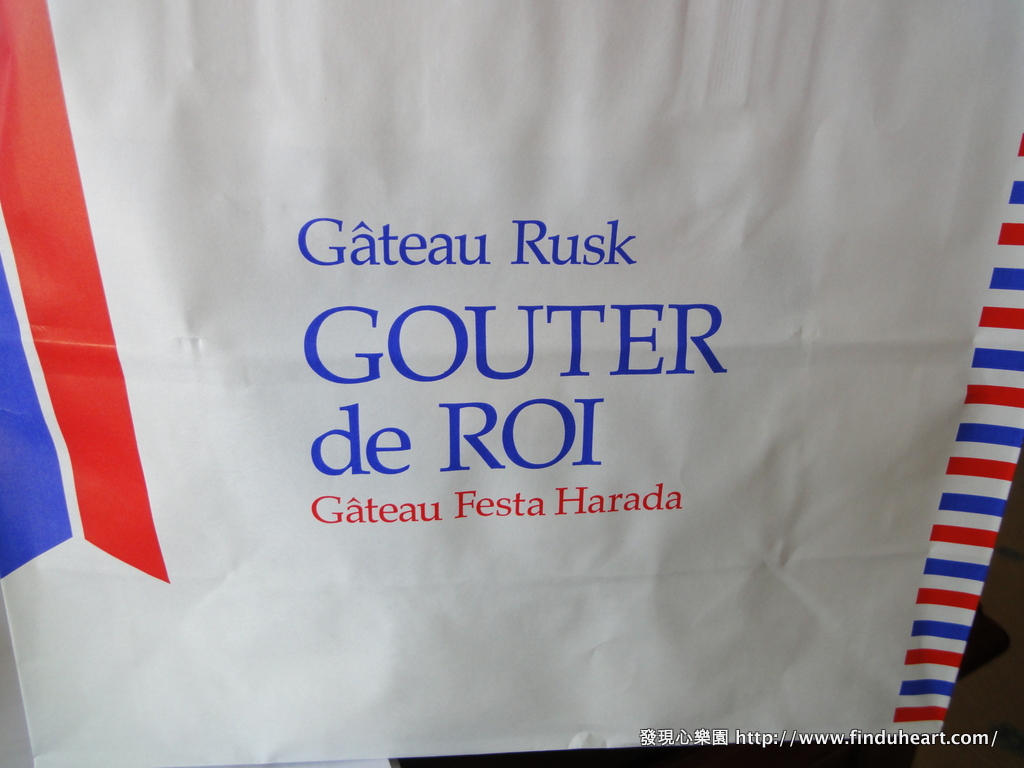 Gâteau Rusk
GOUTER
de ROI
Gâteau Festa Harada
發現心樂園 http://www.finduheart.com/